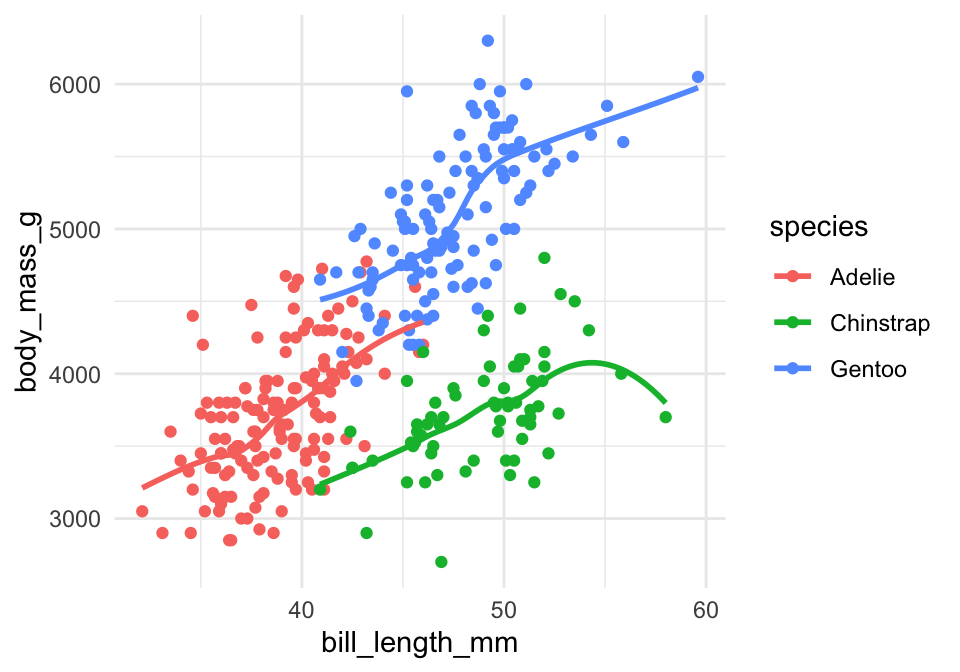 6000
5000
4000
3000
body_mass_g
40
50
60
bill_length_mm
species
Adelie
Chinstrap
Gentoo